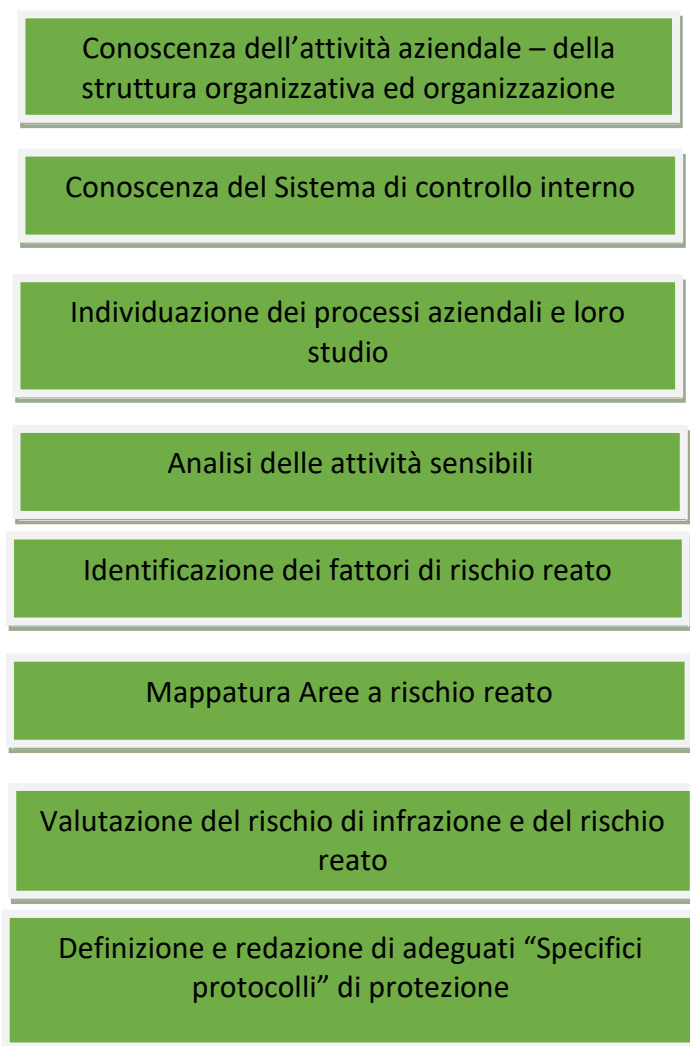 Conoscenza dell’attività aziendale – della
struttura organizzativa ed organizzazione
Conoscenza del Sistema di controllo interno
Individuazione dei processi aziendali e loro
studio
Analisi delle attività sensibili
Identificazione dei fattori di rischio reato
Mappatura Aree a rischio reato
Valutazione del rischio di infrazione e del rischio
reato
Definizione e redazione di adeguati “Specifici
protocolli” di protezione